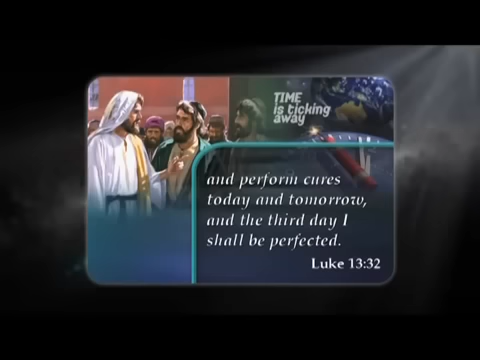 TIME
is ticking
away
and perform cures
today and tomorrow,
and the third day I
shall be perfected.
Luke 13:32